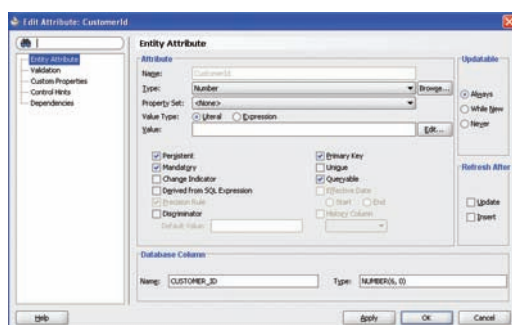 Edit Attribute: CustomerId
Entity Attribute
Validation
Custom Properties
Control Hints
Dependencies
Entity Attribute
Attribute
Name: CustomerId
Type: Number Browse...
Property Set: <None>
Value Type: Literal Expression
Value: Edit...
Persistent Primary Key
Mandatory Unique
Change Indicator Queryable
Derived from SQL Expression Effective Date
Precision Rule Start End
Discriminator History Column
Default Value:
Updatable
Always
While New
Never
Refresh After
Update
Insert
Database Column
Name: CUSTOMER_ID Type: NUMBER(6, 0)
Help Apply OK Cancel